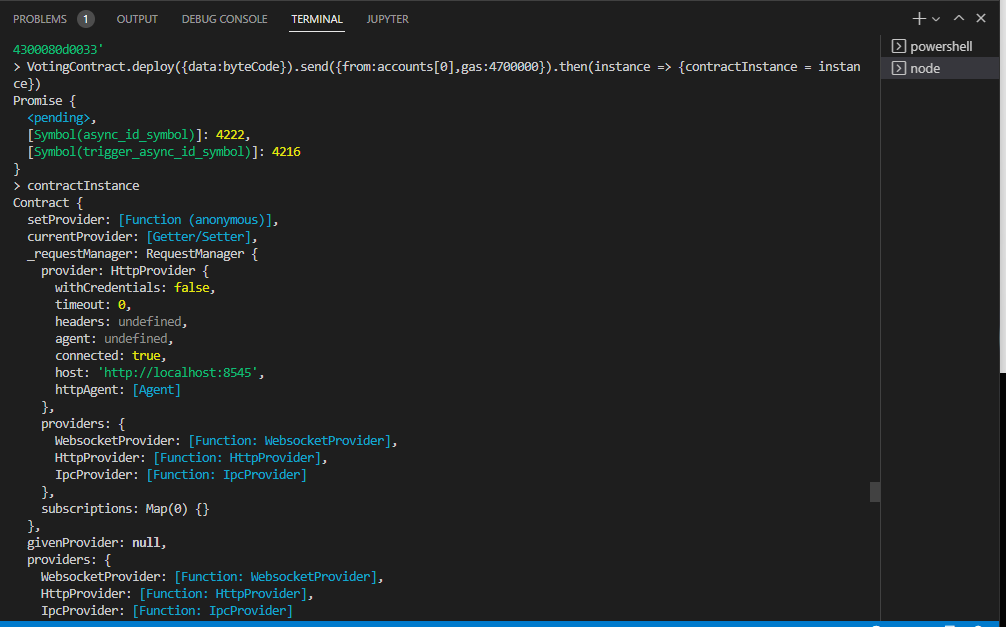 PROBLEMS 1 OUTPUT DEBUG CONSOLE TERMINAL JUPYTER
powershell
node
4300080d0033'
> VotingContract.deploy({data:byteCode}).send({from:accounts[0],gas:4700000}).then(instance => {contractInstance = instan
ce})
Promise {
  <pending>,
  [Symbol(async_id_symbol)]: 4222,
  [Symbol(trigger_async_id_symbol)]: 4216
}
> contractInstance
Contract {
  setProvider: [Function (anonymous)],
  currentProvider: [Getter/Setter],
  _requestManager: RequestManager {
    provider: HttpProvider {
      withCredentials: false,
      timeout: 0,
      headers: undefined,
      agent: undefined,
      connected: true,
      host: 'http://localhost:8545',
      httpAgent: [Agent]
    },
    providers: {
      WebsocketProvider: [Function: WebsocketProvider],
      HttpProvider: [Function: HttpProvider],
      IpcProvider: [Function: IpcProvider]
    },
    subscriptions: Map(0) {}
  },
  givenProvider: null,
  providers: {
    WebsocketProvider: [Function: WebsocketProvider],
    HttpProvider: [Function: HttpProvider],
    IpcProvider: [Function: IpcProvider]